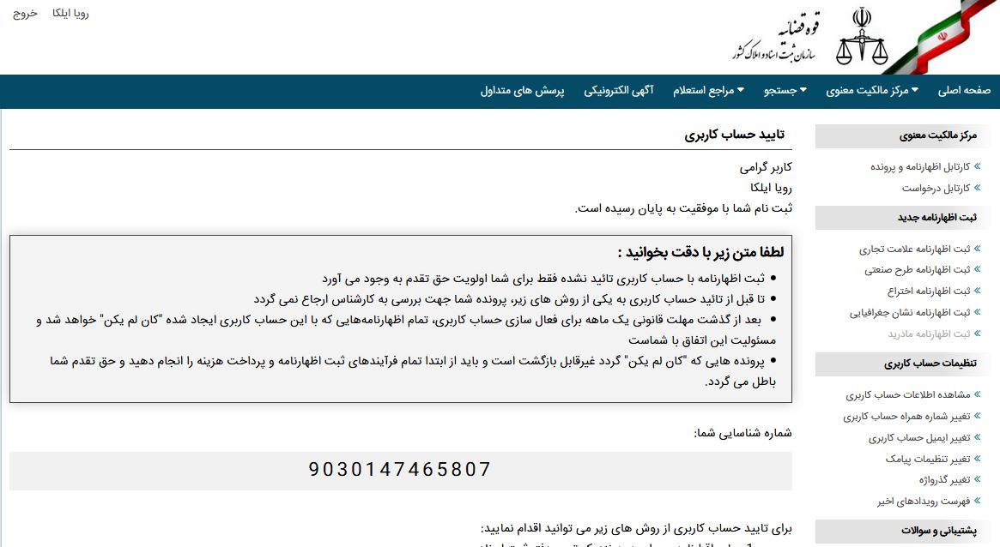 رویا ایلکا
خروج
قوه قضائیه
سازمان ثبت اسناد و املاک کشور
صفحه اصلی
مرکز مالکیت معنوی
جستجو
مراجع استعلام
آگهی الکترونیکی
پرسش های متداول
مرکز مالکیت معنوی
کارتابل اظهارنامه و پرونده
کارتابل درخواست
ثبت اظهارنامه جدید
ثبت اظهارنامه علامت تجاری
ثبت اظهارنامه طرح صنعتی
ثبت اظهارنامه اختراع
ثبت اظهارنامه نشان جغرافیایی
ثبت اظهارنامه مادرید
تنظیمات حساب کاربری
مشاهده اطلاعات حساب کاربری
تغییر شماره همراه حساب کاربری
تغییر ایمیل حساب کاربری
تغییر تنظیمات پیامک
تغییر گذرواژه
فهرست رویدادهای اخیر
پشتیبانی و سوالات
تایید حساب کاربری
کاربر گرامی
رویا ایلکا
ثبت نام شما با موفقیت به پایان رسیده است.
لطفا متن زیر با دقت بخوانید :
• ثبت اظهارنامه با حساب کاربری تائید نشده فقط برای شما اولویت حق تقدم به وجود می آورد
• تا قبل از تائید حساب کاربری به یکی از روش های زیر، پرونده شما جهت بررسی به کارشناس ارجاع نمی گردد
• بعد از گذشت مهلت قانونی یک ماهه برای فعال سازی حساب کاربری، تمام اظهارنامه‌هایی که با این حساب کاربری ایجاد شده "کان لم یکن" خواهد شد و
مسئولیت این اتفاق با شماست
• پرونده هایی که "کان لم یکن" گردد غیرقابل بازگشت است و باید از ابتدا تمام فرآیندهای ثبت اظهارنامه و پرداخت هزینه را انجام دهید و حق تقدم شما
باطل می گردد.
شماره شناسایی شما:
9030147465807
برای تایید حساب کاربری از روش های زیر می توانید اقدام نمایید: